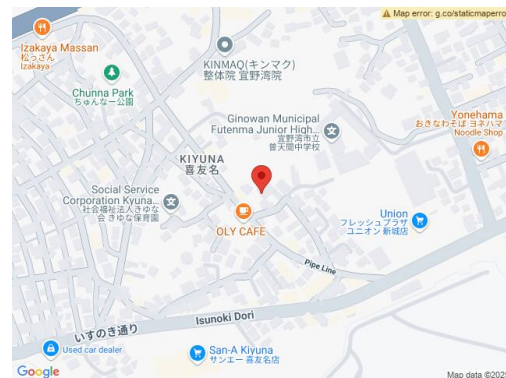 Map error: g.co/staticmaperro
Izakaya Massan
松っさん
Izakaya
KINMAQ(キンマク)
整体院 宜野湾院
Chunna Park
ちゅんなー公園
Ginowan Municipal
Futenma Junior High...
宜野湾市立
普天間中学校
Yonehama
おきなわそば ヨネハマ
Noodle Shop
KIYUNA
喜友名
Social Service
Corporation Kyuna...
社会福祉法人きゆな
会 きゆな保育園
OLY CAFE
Union
フレッシュプラザ
ユニオン 新城店
Pipe Line
Isunoki Dori
いすのき通り
Used car dealer
San-A Kiyuna
サンエー 喜友名店
Google
Map data ©2025